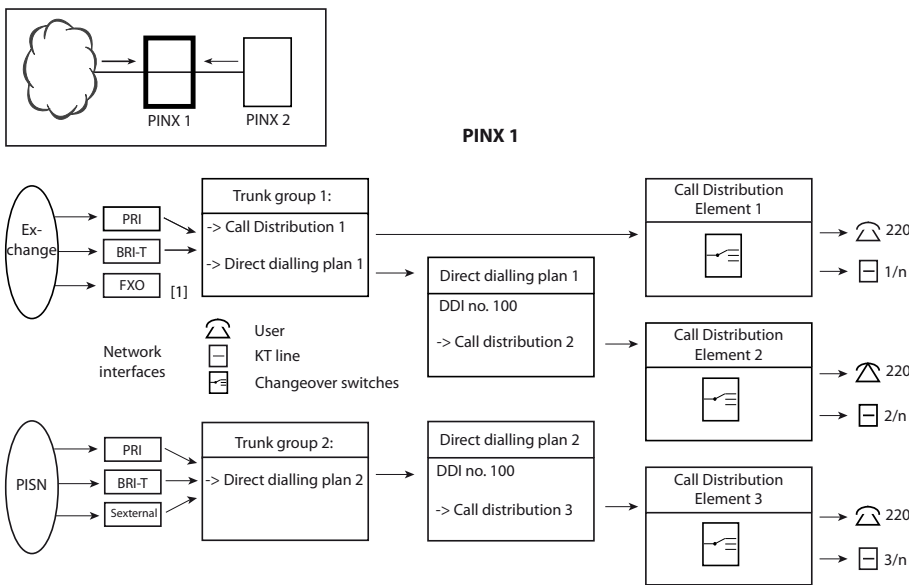 PINX 1
PINX 2
PINX 1
Ex-
change
PRI
BRI-T
FXO
[1]
Trunk group 1:
-> Call Distribution 1
-> Direct dialling plan 1
Direct dialling plan 1
DDI no. 100
-> Call distribution 2
Call Distribution
Element 1
220
1/n
Network
interfaces
User
KT line
Changeover switches
Call Distribution
Element 2
220
2/n
PISN
PRI
BRI-T
Sexternal
Trunk group 2:
-> Direct dialling plan 2
Direct dialling plan 2
DDI no. 100
-> Call distribution 3
Call Distribution
Element 3
220
3/n